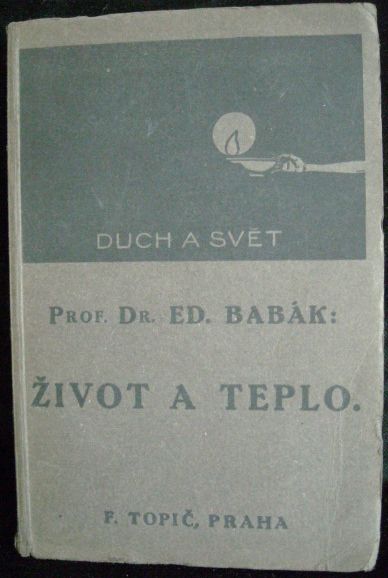 DUCH A SVĚT
PROF. DR. ED. BABÁK:
ŽIVOT A TEPLO.
F. TOPIČ, PRAHA